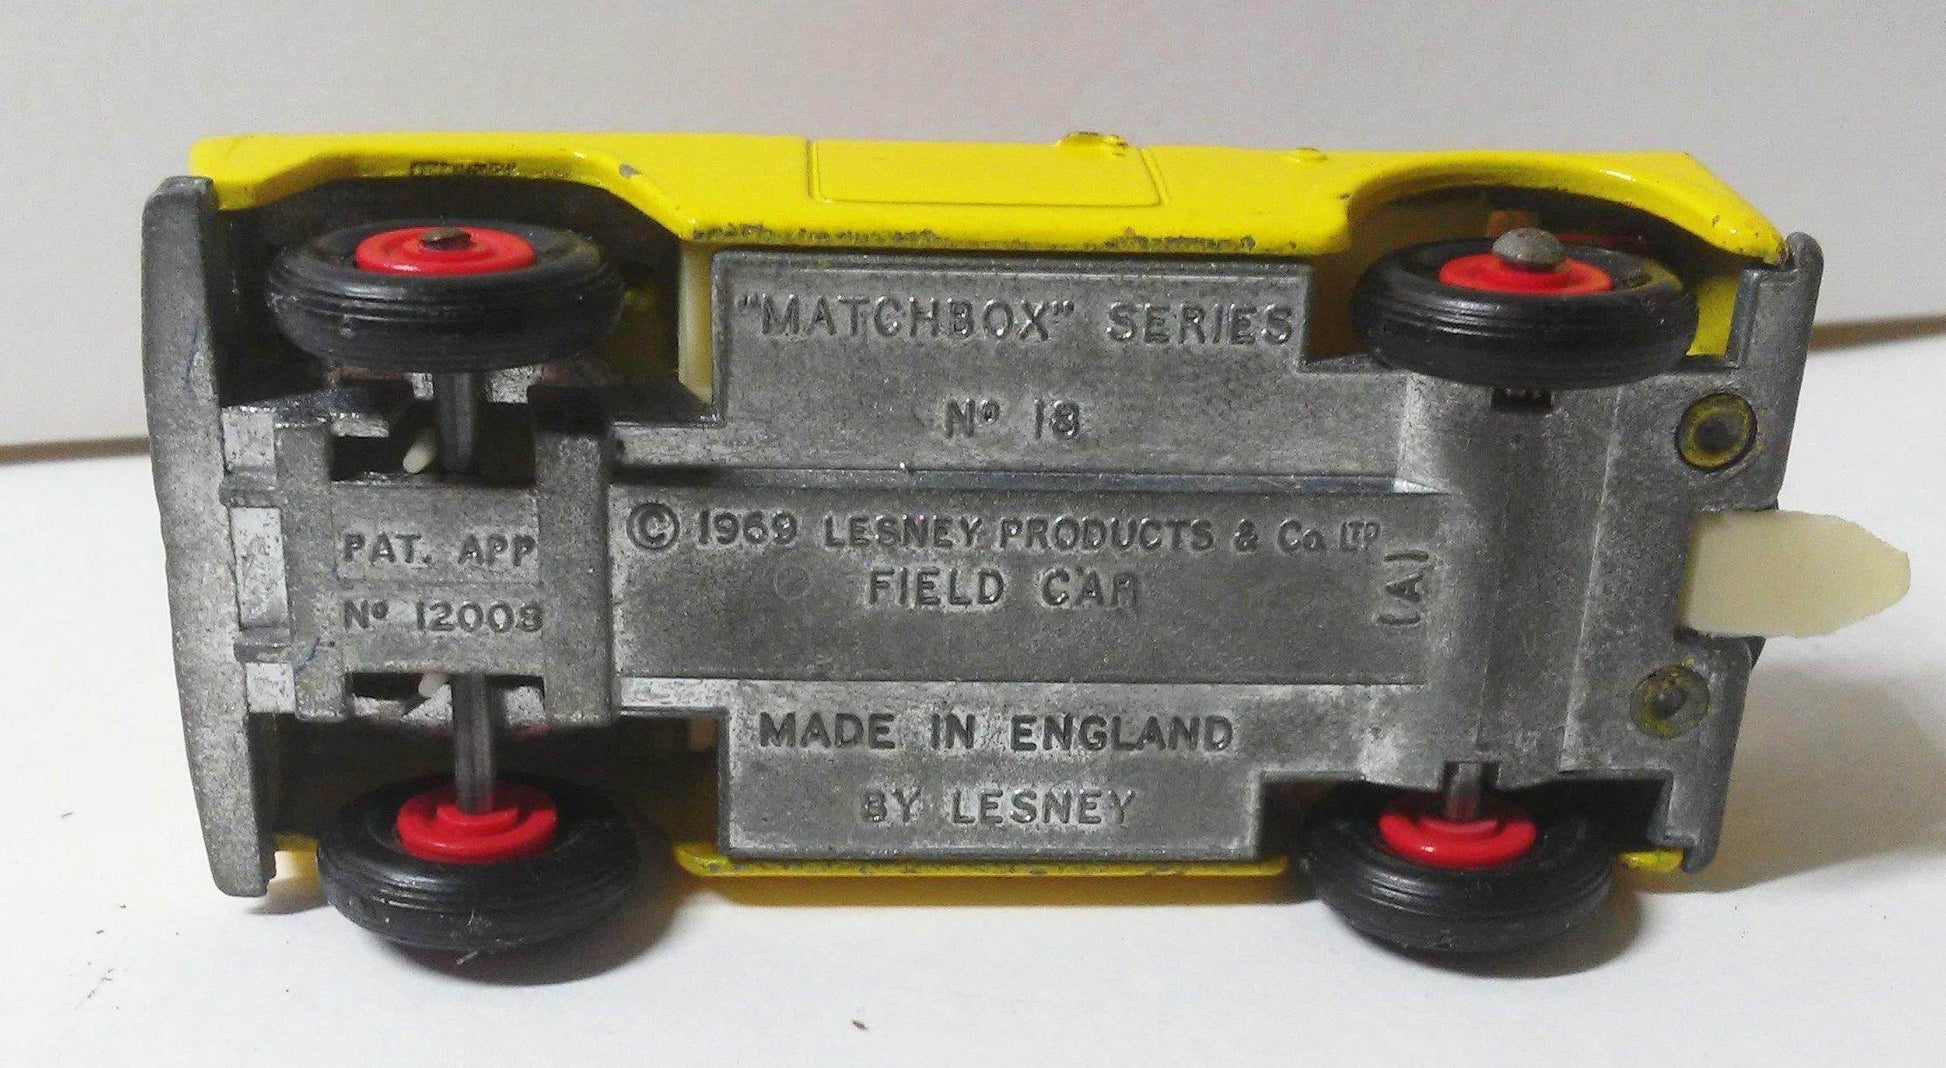 "MATCHBOX" SERIES
Nº 18
© 1969 LESNEY PRODUCTS & Co. LTD
FIELD CAR
(A)
PAT. APP
Nº 12008
MADE IN ENGLAND
BY LESNEY